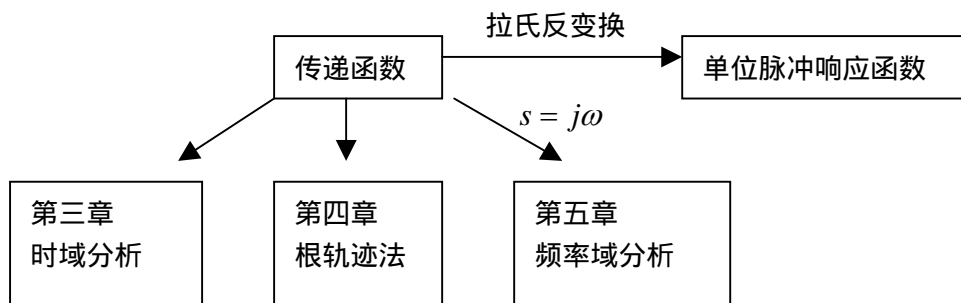 拉氏反变换
传递函数
单位脉冲响应函数
s = jω
第三章
时域分析
第四章
根轨迹法
第五章
频率域分析